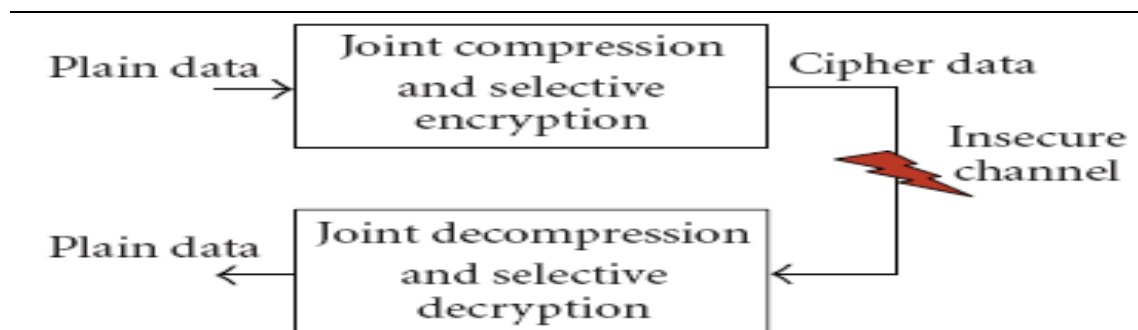 Plain data
Joint compression
and selective
encryption
Cipher data
Insecure
channel
Plain data
Joint decompression
and selective
decryption